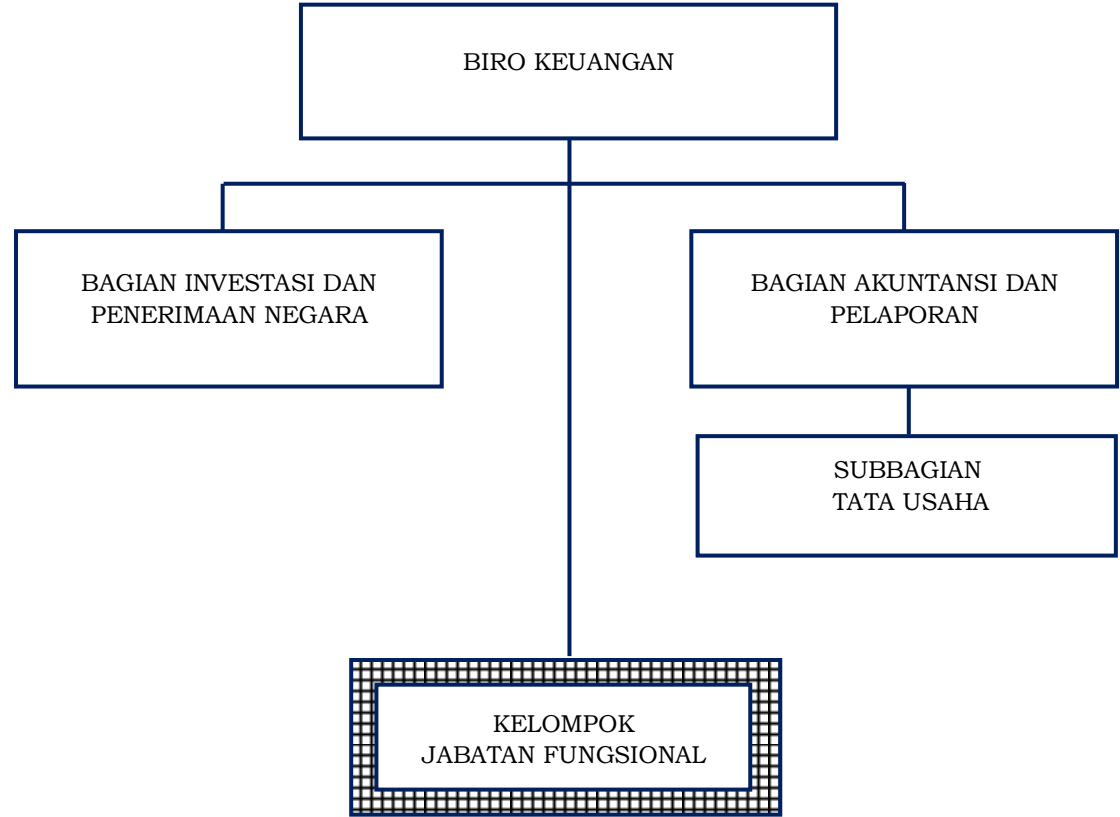 BIRO KEUANGAN
BAGIAN INVESTASI DAN
PENERIMAAN NEGARA
BAGIAN AKUNTANSI DAN
PELAPORAN
SUBBAGIAN
TATA USAHA
KELOMPOK
JABATAN FUNGSIONAL